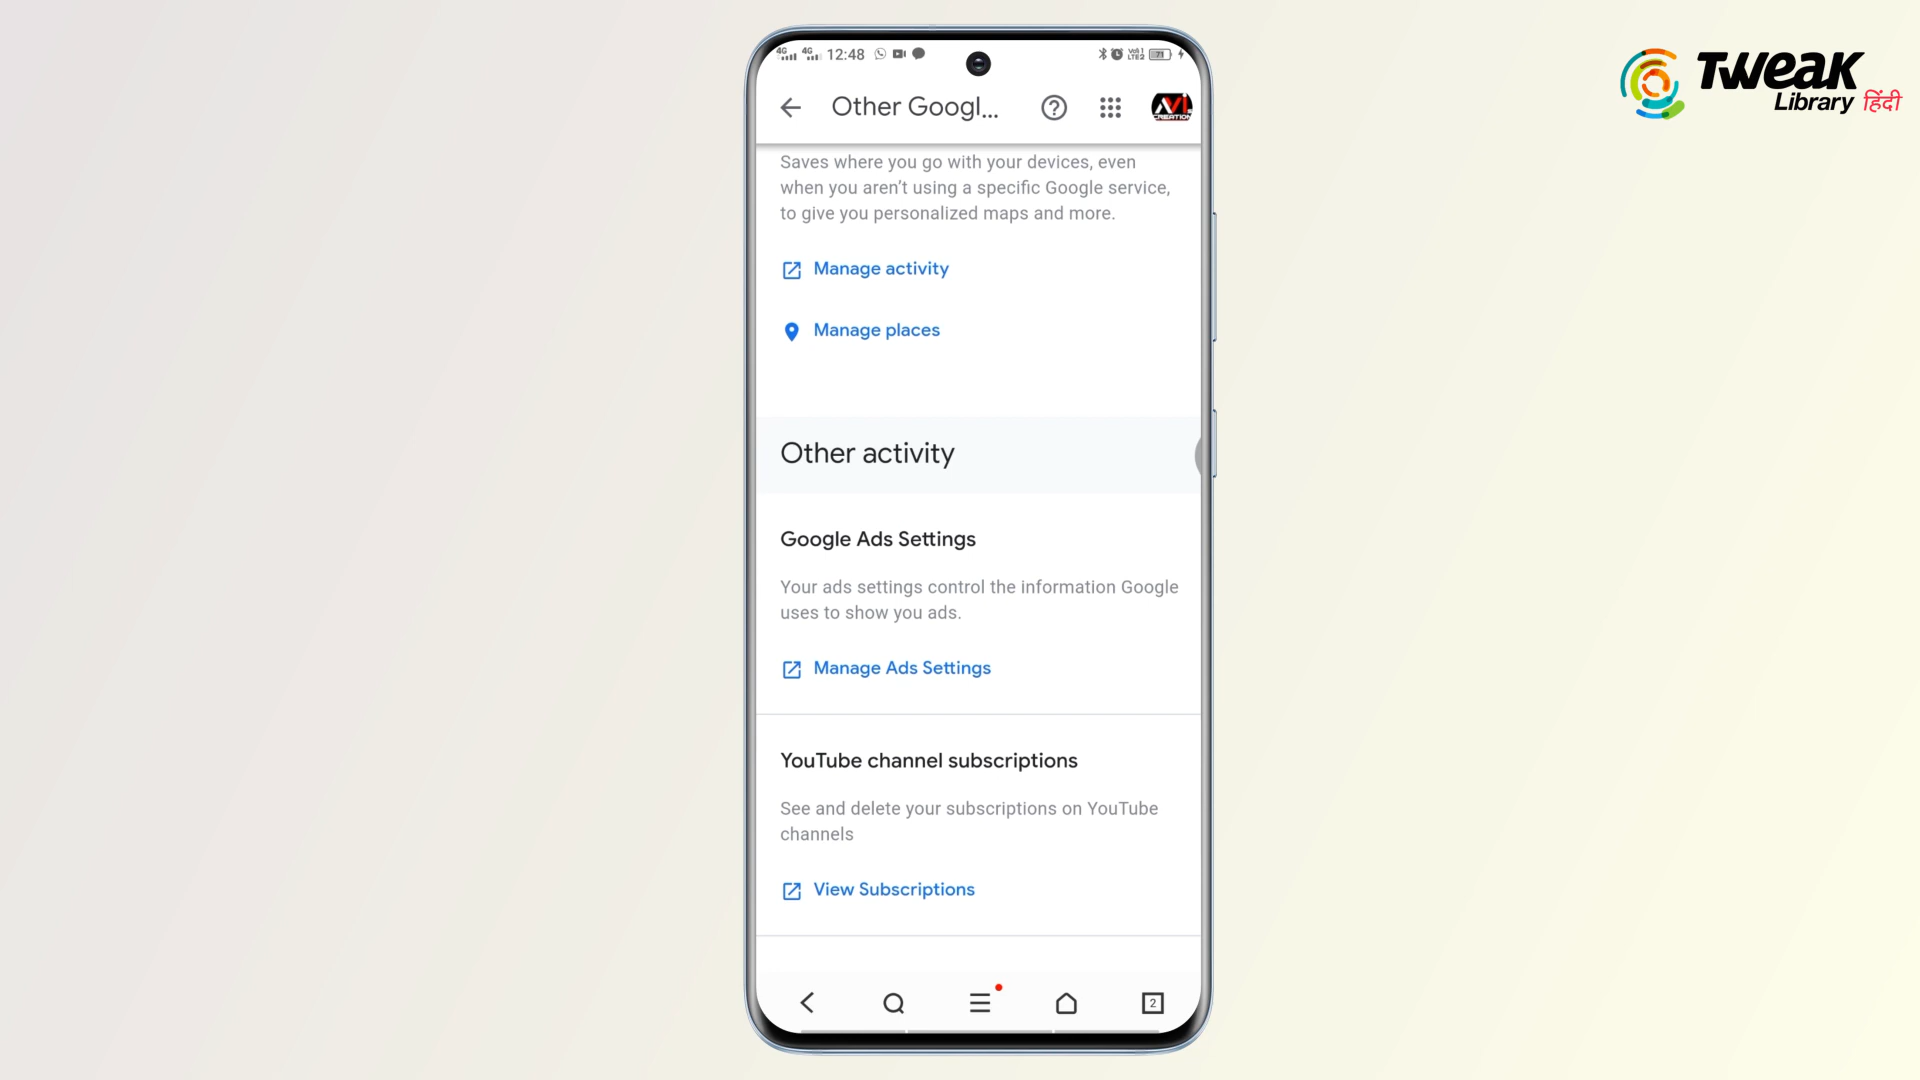 12:48
Tweak
Library हिंदी
Other Googl...
AVI
CREATION
Saves where you go with your devices, even
when you aren’t using a specific Google service,
to give you personalized maps and more.
Manage activity
Manage places
Other activity
Google Ads Settings
Your ads settings control the information Google
uses to show you ads.
Manage Ads Settings
YouTube channel subscriptions
See and delete your subscriptions on YouTube
channels
View Subscriptions
2